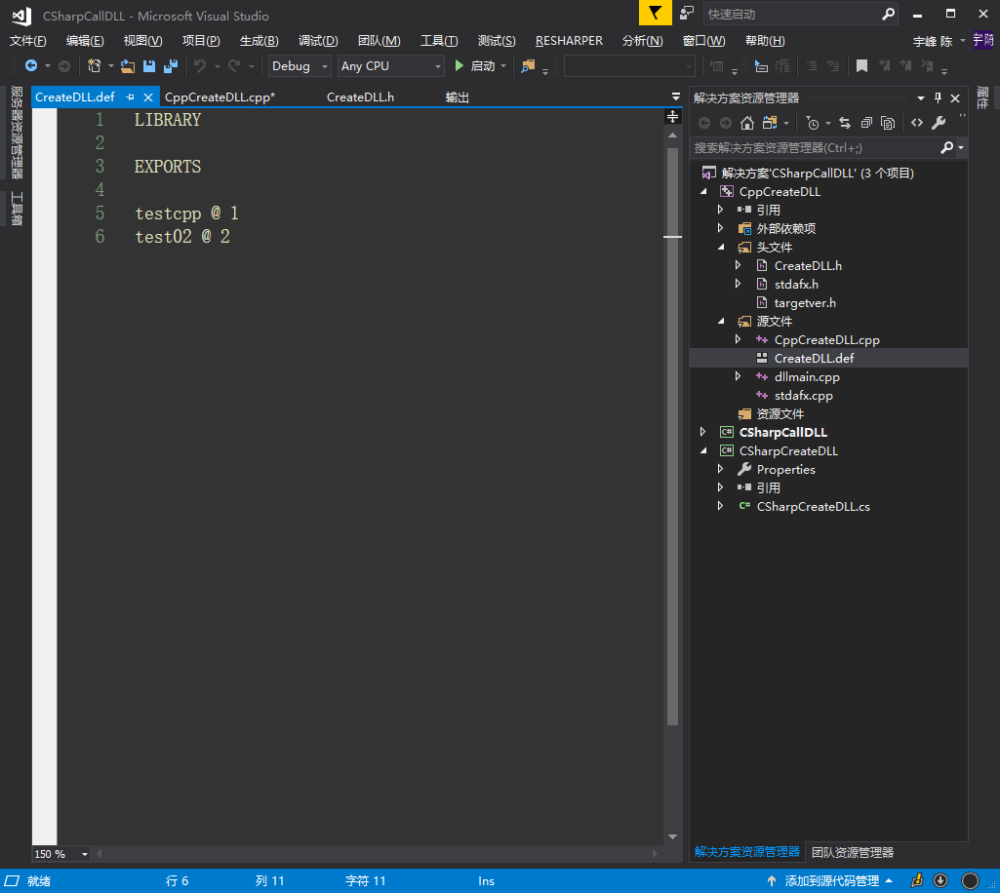 CSharpCallDLL - Microsoft Visual Studio
快速启动
文件(F) 编辑(E) 视图(V) 项目(P) 生成(B) 调试(D) 团队(M) 工具(T) 测试(S) RESHARPER 分析(N) 窗口(W) 帮助(H) 宇峰 陈 宇陈
Debug Any CPU 启动
服务器资源管理器
工具箱
CreateDLL.def CppCreateDLL.cpp* CreateDLL.h 输出
1 LIBRARY
2
3 EXPORTS
4
5 testcpp @ 1
6 test02 @ 2
150 %
解决方案资源管理器
搜索解决方案资源管理器(Ctrl+;)
解决方案'CSharpCallDLL' (3 个项目)
CppCreateDLL
引用
外部依赖项
头文件
CreateDLL.h
stdafx.h
targetver.h
源文件
CppCreateDLL.cpp
CreateDLL.def
dllmain.cpp
stdafx.cpp
资源文件
CSharpCallDLL
CSharpCreateDLL
Properties
引用
CSharpCreateDLL.cs
解决方案资源管理器 团队资源管理器
属性
就绪 行 6 列 11 字符 11 Ins 添加到源代码管理